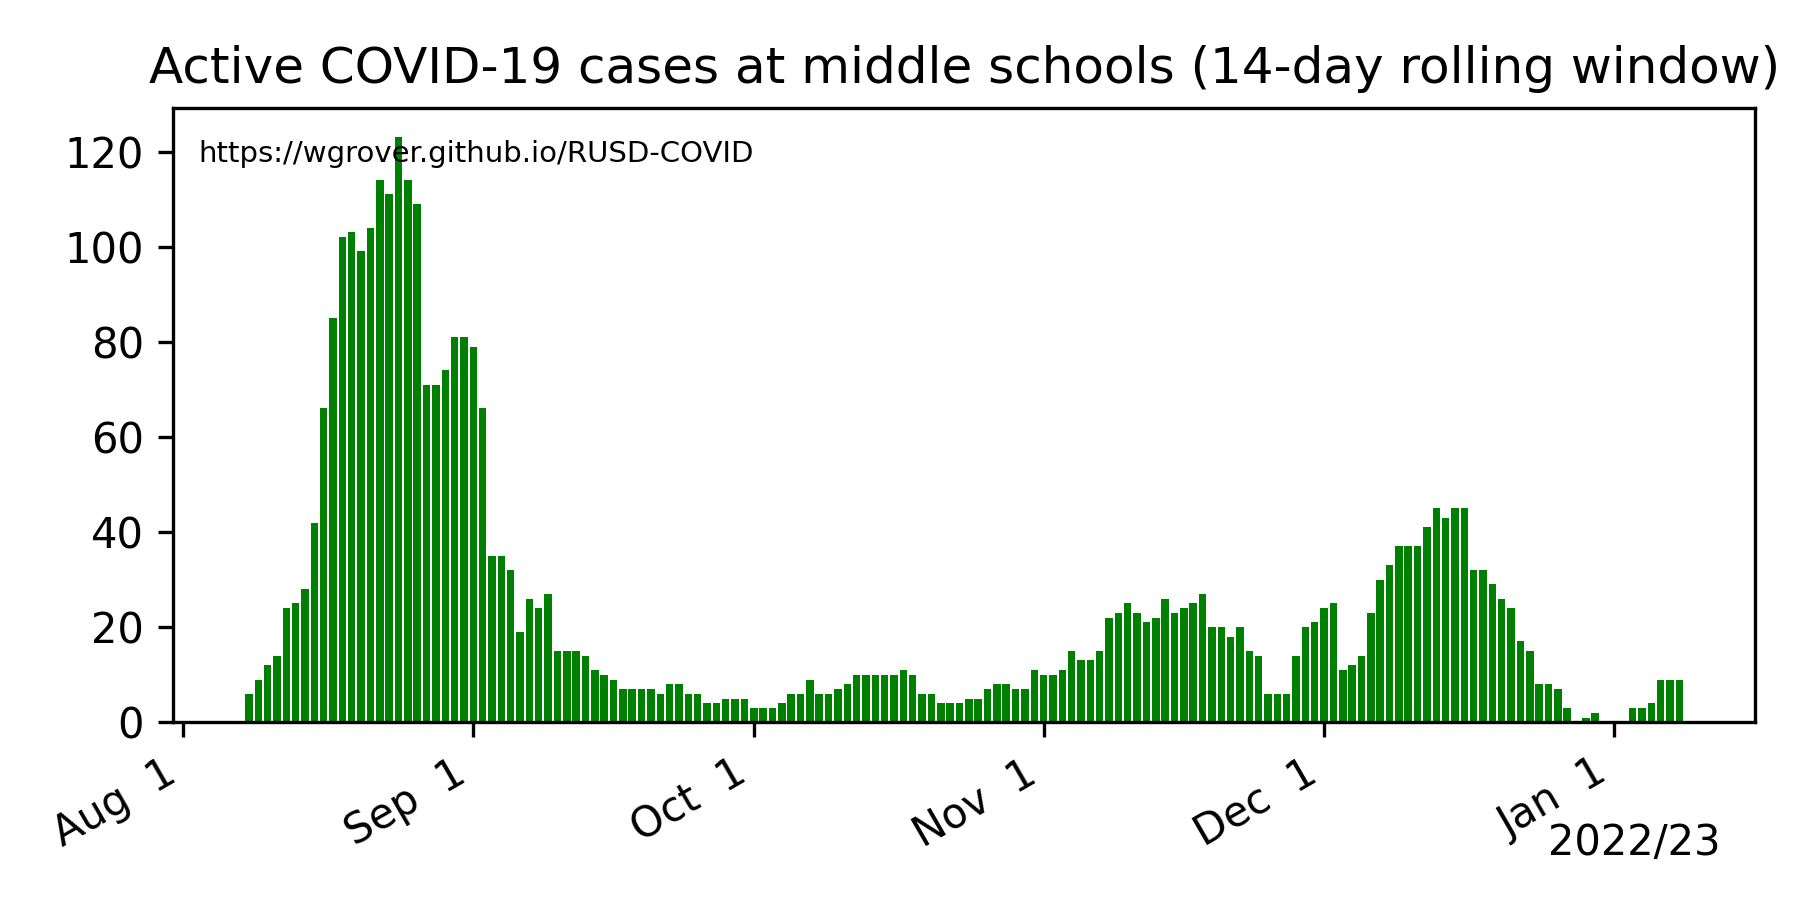 Active COVID-19 cases at middle schools (14-day rolling window)
https://wgrover.github.io/RUSD-COVID
120
100
80
60
40
20
0
Aug 1
Sep 1
Oct 1
Nov 1
Dec 1
Jan 1
2022/23